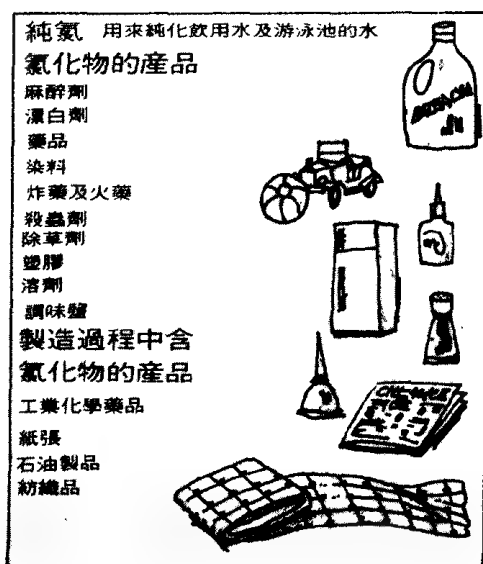 純氯 用來純化飲用水及游泳池的水
氯化物的產品
麻醉劑
漂白劑
藥品
染料
炸藥及火藥
殺蟲劑
除草劑
塑膠
溶劑
調味鹽
製造過程中含
氯化物的產品
工業化學藥品
紙張
石油製品
紡織品